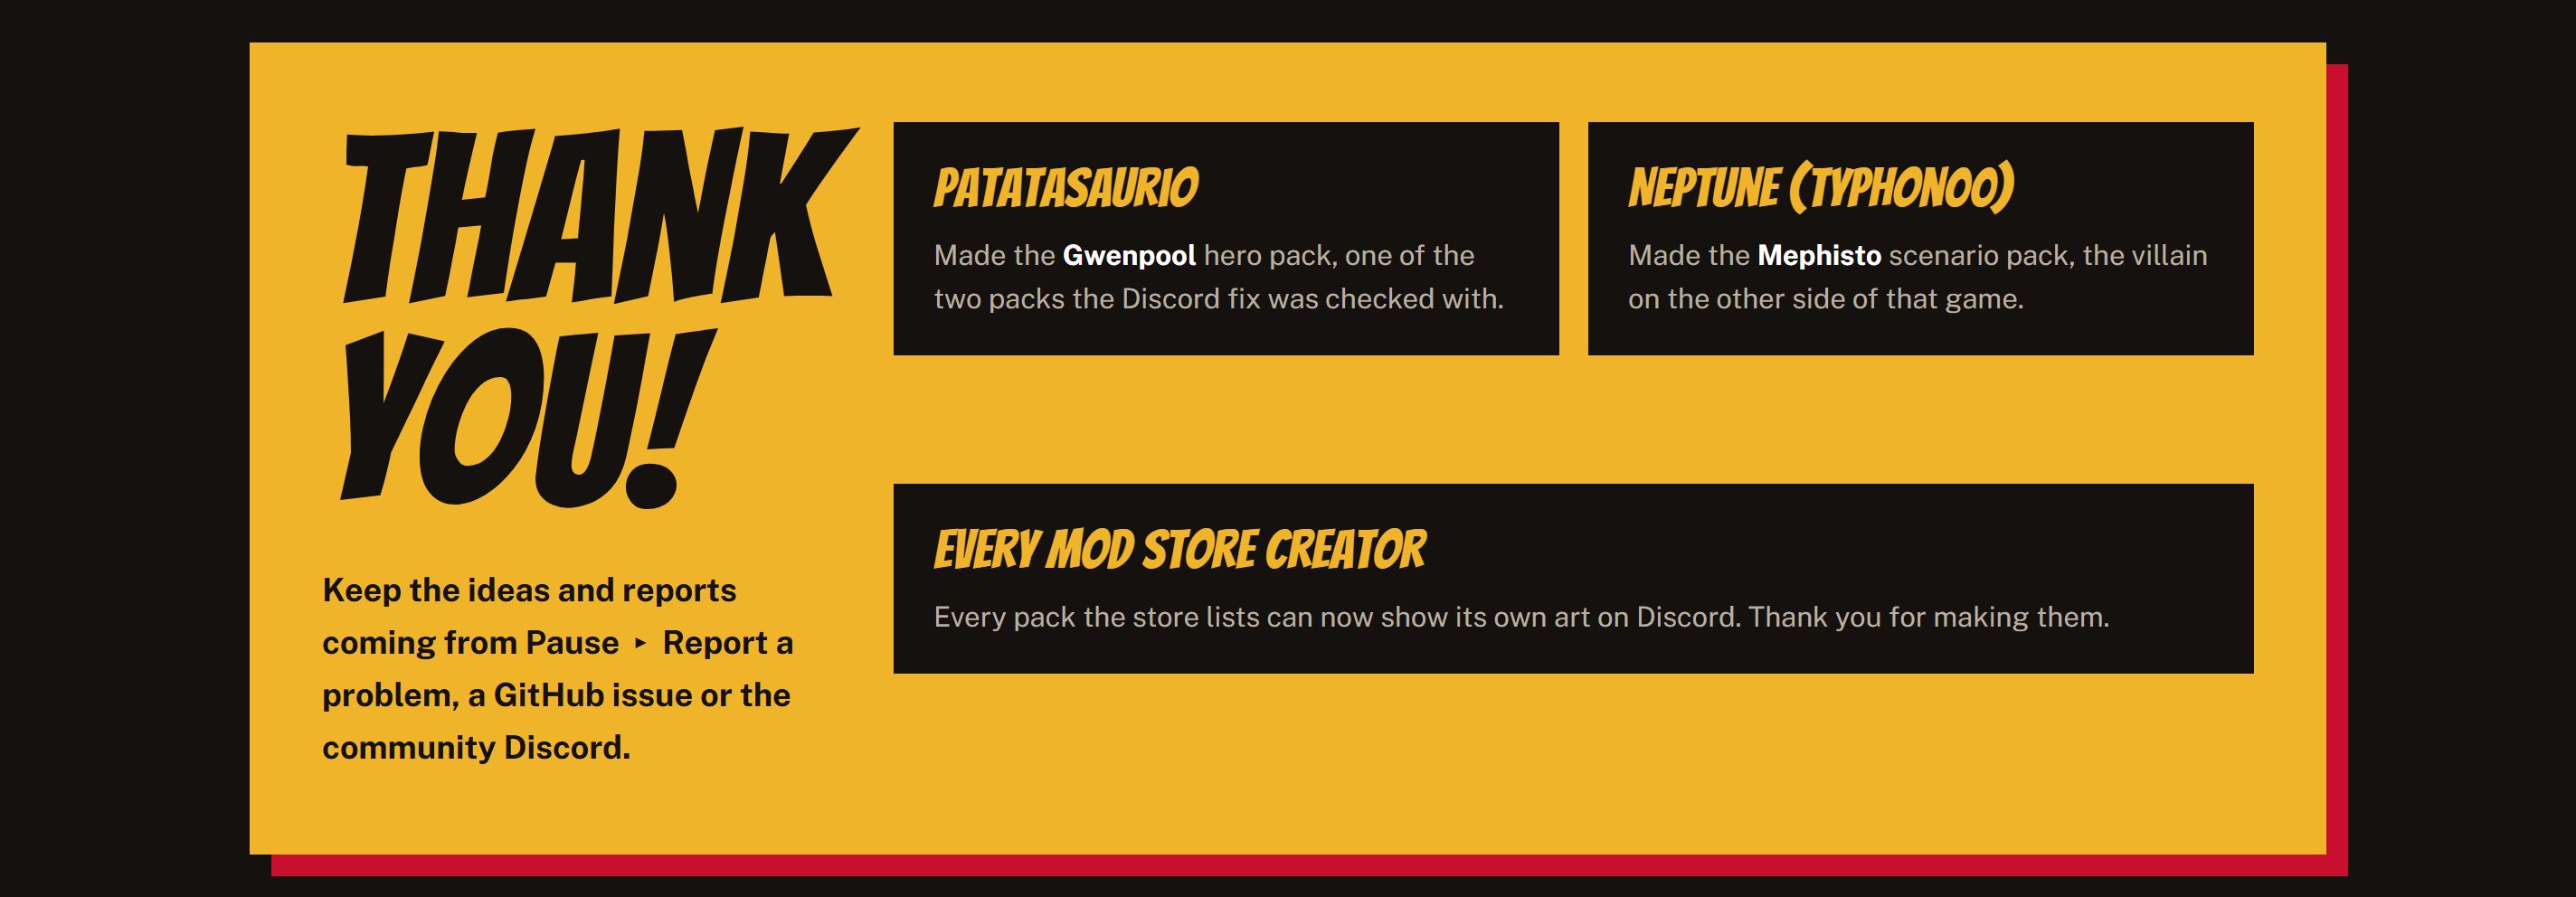 THANK
YOU!
Keep the ideas and reports
coming from Pause ▸ Report a
problem, a GitHub issue or the
community Discord.
PATATASAURIO
Made the Gwenpool hero pack, one of the
two packs the Discord fix was checked with.
NEPTUNE (TYPHONOO)
Made the Mephisto scenario pack, the villain
on the other side of that game.
EVERY MOD STORE CREATOR
Every pack the store lists can now show its own art on Discord. Thank you for making them.